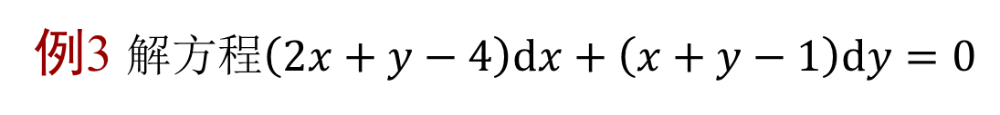 例3 解方程(2x + y − 4)dx + (x + y − 1)dy = 0